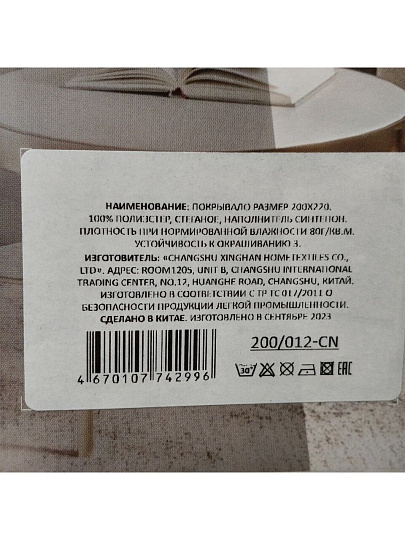 НАИМЕНОВАНИЕ: ПОКРЫВАЛО РАЗМЕР 200Х220.
100% ПОЛИЭСТЕР, СТЕГАНОЕ, НАПОЛНИТЕЛЬ СИНТЕПОН.
ПЛОТНОСТЬ ПРИ НОРМИРОВАННОЙ ВЛАЖНОСТИ 80Г/КВ.М.
УСТОЙЧИВОСТЬ К ОКРАШИВАНИЮ 3.
ИЗГОТОВИТЕЛЬ: «CHANGSHU XINGHAN HOMETEXTILES CO.,
LTD». АДРЕС: ROOM1205, UNIT B, CHANGSHU INTERNATIONAL
TRADING CENTER, NO.12, HUANGHE ROAD, CHANGSHU, КИТАЙ.
ИЗГОТОВЛЕНО В СООТВЕТСТВИИ С ТР ТС 017/2011 О
БЕЗОПАСНОСТИ ПРОДУКЦИИ ЛЕГКОЙ ПРОМЫШЛЕННОСТИ.
СДЕЛАНО В КИТАЕ. ИЗГОТОВЛЕНО В СЕНТЯБРЕ 2023
200/012-CN
30°
EAC
4 670107 742996